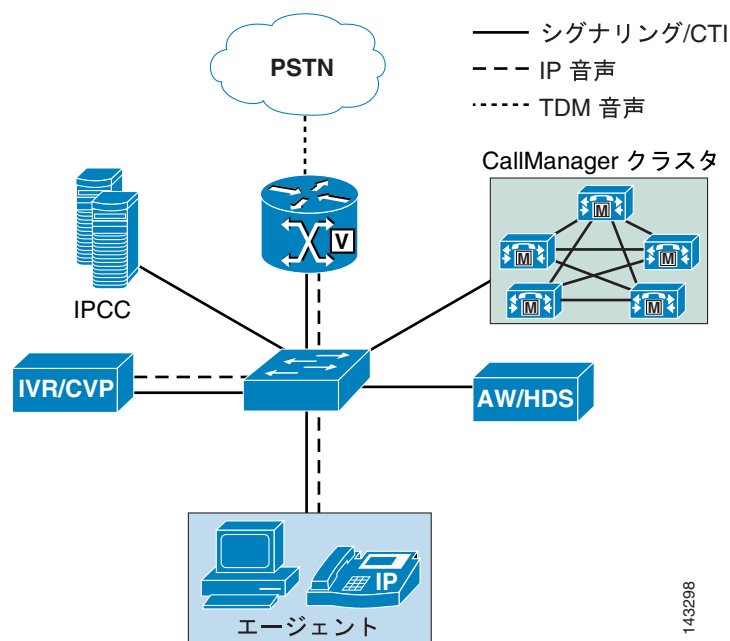 PSTN
シグナリング/CTI
IP 音声
TDM 音声
CallManager クラスタ
V
M
M
M
M
M
IPCC
IVR/CVP
AW/HDS
IP
エージェント
143298